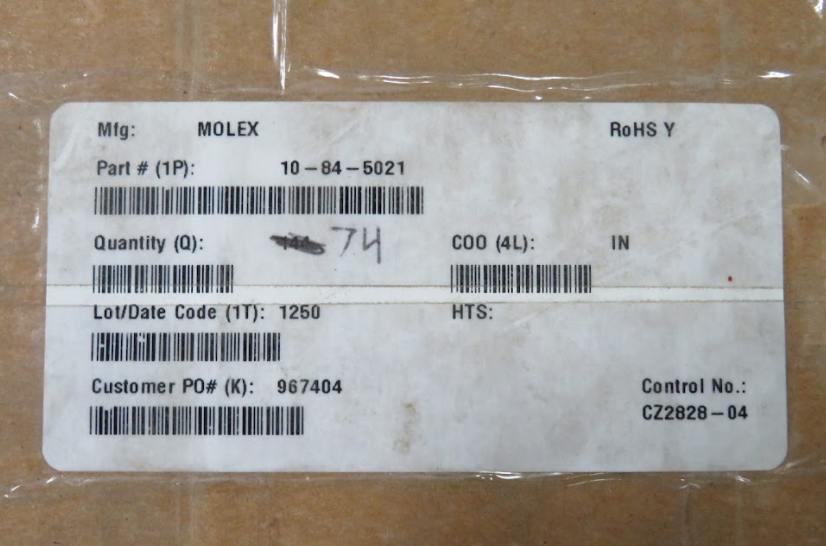 Mfg: MOLEX RoHS Y
Part # (1P): 10-84-5021
Quantity (Q): 74 COO (4L): IN
Lot/Date Code (1T): 1250 HTS:
Customer PO# (K): 967404 Control No.:
CZ2828-04